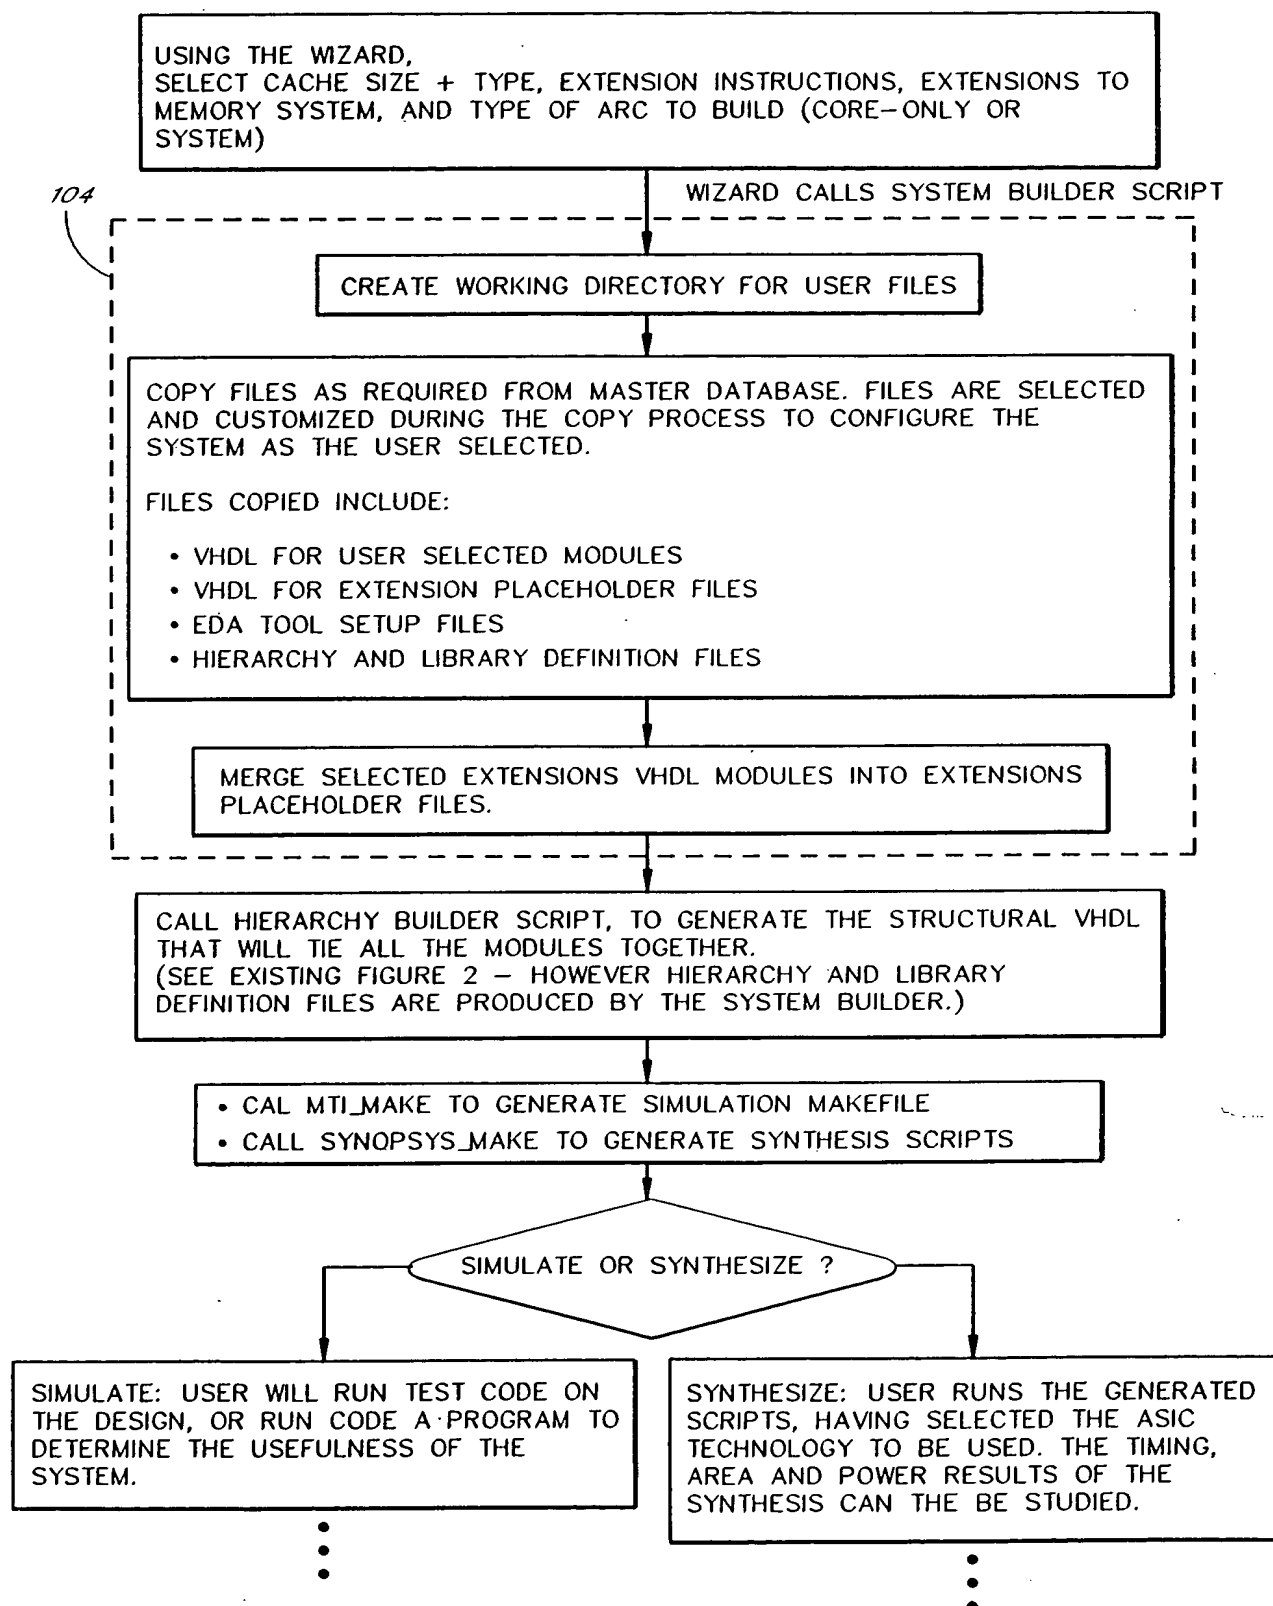 USING THE WIZARD,
SELECT CACHE SIZE + TYPE, EXTENSION INSTRUCTIONS, EXTENSIONS TO
MEMORY SYSTEM, AND TYPE OF ARC TO BUILD (CORE-ONLY OR
SYSTEM)
104
WIZARD CALLS SYSTEM BUILDER SCRIPT
CREATE WORKING DIRECTORY FOR USER FILES
COPY FILES AS REQUIRED FROM MASTER DATABASE. FILES ARE SELECTED
AND CUSTOMIZED DURING THE COPY PROCESS TO CONFIGURE THE
SYSTEM AS THE USER SELECTED.
FILES COPIED INCLUDE:
• VHDL FOR USER SELECTED MODULES
• VHDL FOR EXTENSION PLACEHOLDER FILES
• EDA TOOL SETUP FILES
• HIERARCHY AND LIBRARY DEFINITION FILES
MERGE SELECTED EXTENSIONS VHDL MODULES INTO EXTENSIONS
PLACEHOLDER FILES.
CALL HIERARCHY BUILDER SCRIPT, TO GENERATE THE STRUCTURAL VHDL
THAT WILL TIE ALL THE MODULES TOGETHER.
(SEE EXISTING FIGURE 2 – HOWEVER HIERARCHY AND LIBRARY
DEFINITION FILES ARE PRODUCED BY THE SYSTEM BUILDER.)
• CAL MTI_MAKE TO GENERATE SIMULATION MAKEFILE
• CALL SYNOPSYS_MAKE TO GENERATE SYNTHESIS SCRIPTS
SIMULATE OR SYNTHESIZE ?
SIMULATE: USER WILL RUN TEST CODE ON
THE DESIGN, OR RUN CODE A PROGRAM TO
DETERMINE THE USEFULNESS OF THE
SYSTEM.
SYNTHESIZE: USER RUNS THE GENERATED
SCRIPTS, HAVING SELECTED THE ASIC
TECHNOLOGY TO BE USED. THE TIMING,
AREA AND POWER RESULTS OF THE
SYNTHESIS CAN THE BE STUDIED.